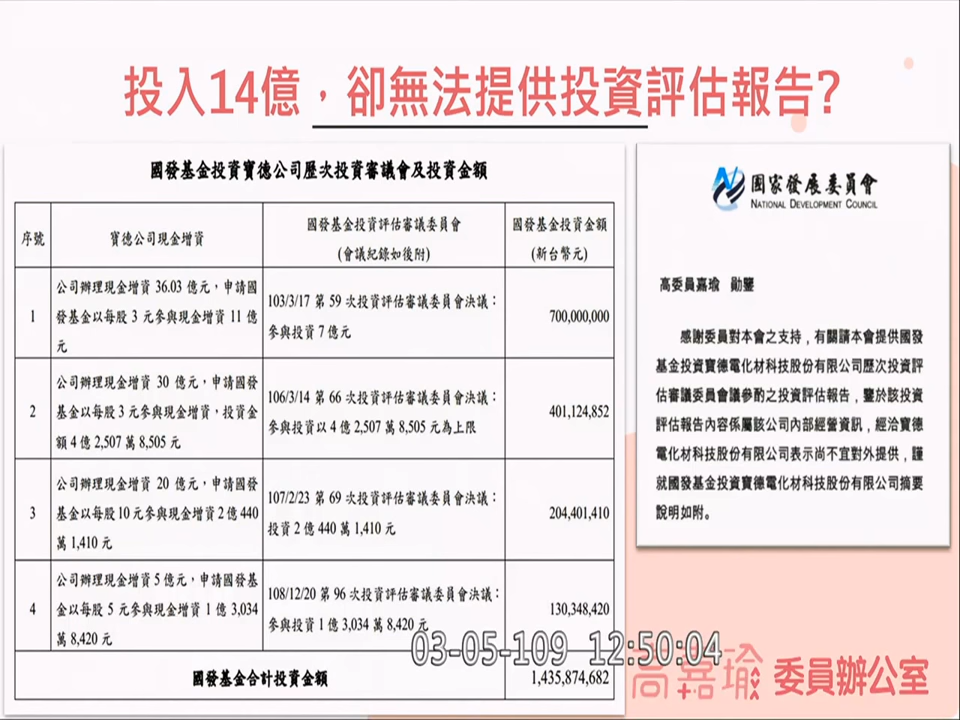 投入14億，卻無法提供投資評估報告?
國發基金投資寶德公司歷次投資審議會及投資金額
序號
寶德公司現金增資
國發基金投資評估審議委員會
(會議紀錄如後附)
國發基金投資金額
(新台幣元)
1
公司辦理現金增資 36.03 億元，申請國
發基金以每股 3 元參與現金增資 11 億
元
103/3/17 第 59 次投資評估審議委員會決議：
參與投資 7 億元
700,000,000
2
公司辦理現金增資 30 億元，申請國發
基金以每股3元參與現金增資，投資金
額 4 億 2,507 萬 8,505 元
106/3/14 第 66 次投資評估審議委員會決議：
參與投資以 4 億 2,507 萬 8,505 元為上限
401,124,852
3
公司辦理現金增資 20 億元，申請國發
基金以每股10元參與現金增資2億440
萬1,410 元
107/2/23 第 69 次投資評估審議委員會決議：
投資 2 億 440 萬 1,410 元
204,401,410
4
公司辦理現金增資5億元，申請國發基
金以每股 5 元參與現金增資 1 億 3,034
萬 8,420 元
108/12/20 第 96 次投資評估審議委員會決議：
參與投資 1 億 3,034 萬 8,420 元
130,348,420
國發基金合計投資金額
1,435,874,682
國家發展委員會
NATIONAL DEVELOPMENT COUNCIL
高委員嘉瑜 勛鑒
感謝委員對本會之支持，有關請本會提供國發
基金投資寶德電化材科技股份有限公司歷次投資評
估審議委員會議參酌之投資評估報告，鑒於該投資
評估報告內容係屬該公司內部經營資訊，經洽寶德
電化材科技股份有限公司表示尚不宜對外提供，謹
就國發基金投資寶德電化材科技股份有限公司摘要
說明如附。
03-05-109 12:50:04
高嘉瑜 委員辦公室